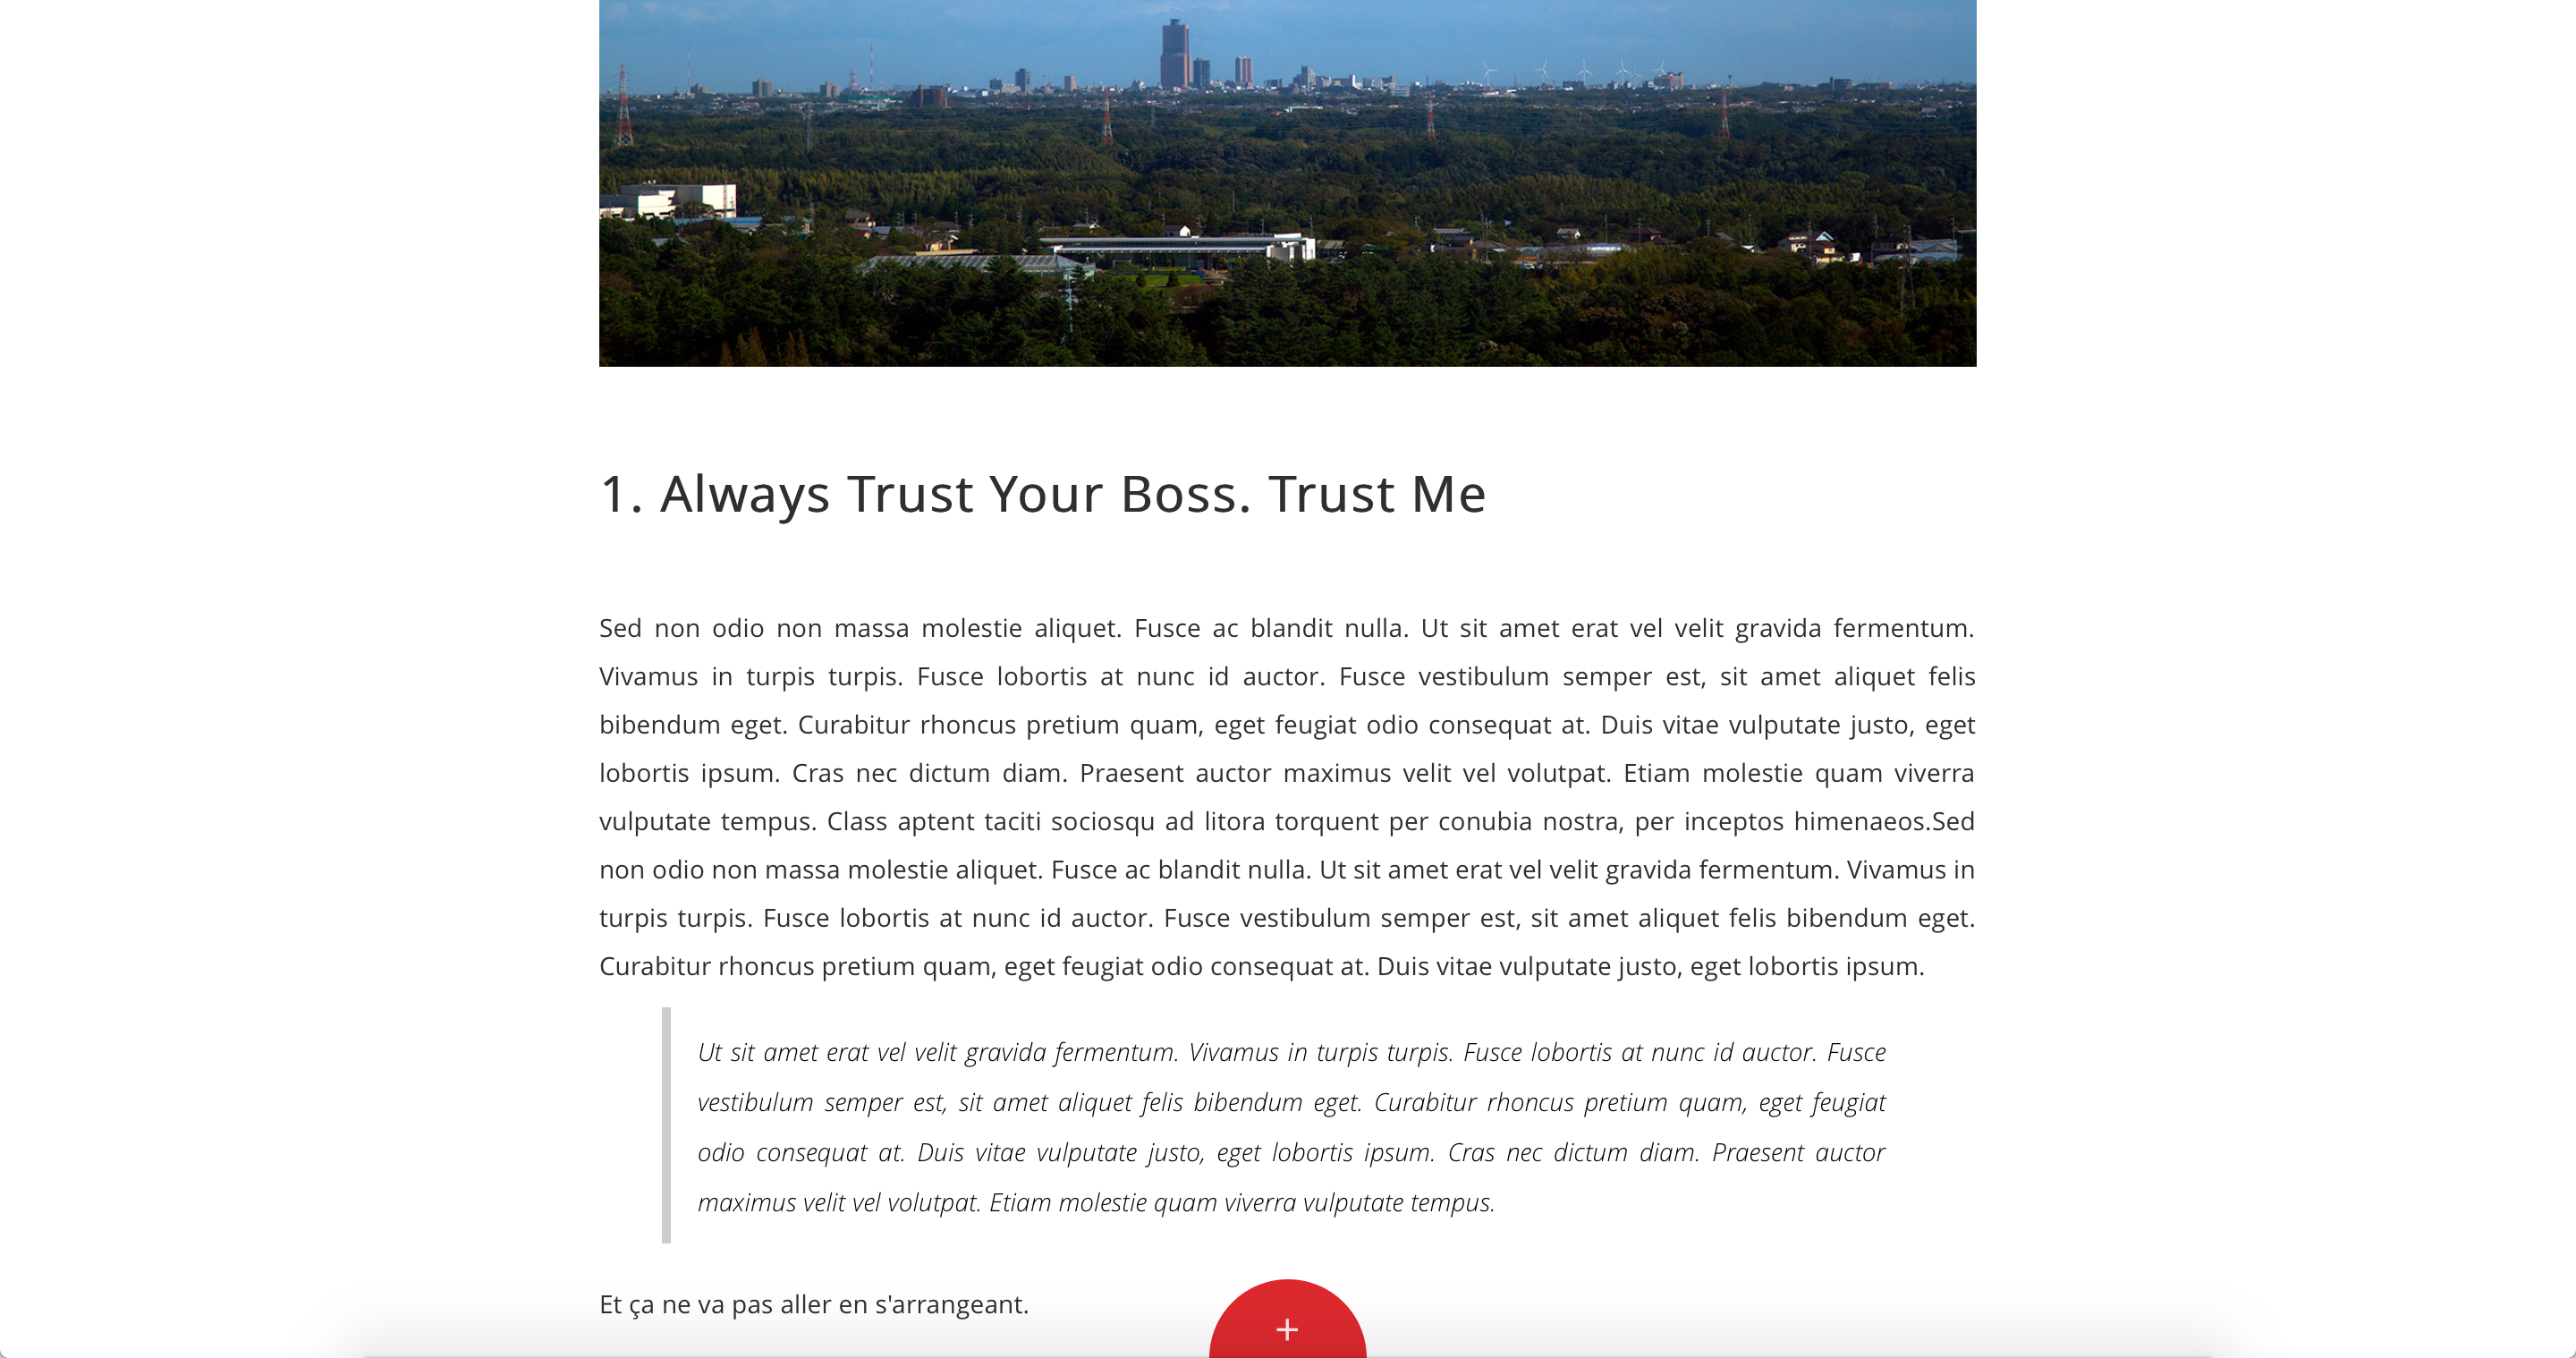 1. Always Trust Your Boss. Trust Me
Sed non odio non massa molestie aliquet. Fusce ac blandit nulla. Ut sit amet erat vel velit gravida fermentum.
Vivamus in turpis turpis. Fusce lobortis at nunc id auctor. Fusce vestibulum semper est, sit amet aliquet felis
bibendum eget. Curabitur rhoncus pretium quam, eget feugiat odio consequat at. Duis vitae vulputate justo, eget
lobortis ipsum. Cras nec dictum diam. Praesent auctor maximus velit vel volutpat. Etiam molestie quam viverra
vulputate tempus. Class aptent taciti sociosqu ad litora torquent per conubia nostra, per inceptos himenaeos.Sed
non odio non massa molestie aliquet. Fusce ac blandit nulla. Ut sit amet erat vel velit gravida fermentum. Vivamus in
turpis turpis. Fusce lobortis at nunc id auctor. Fusce vestibulum semper est, sit amet aliquet felis bibendum eget.
Curabitur rhoncus pretium quam, eget feugiat odio consequat at. Duis vitae vulputate justo, eget lobortis ipsum.
Ut sit amet erat vel velit gravida fermentum. Vivamus in turpis turpis. Fusce lobortis at nunc id auctor. Fusce
vestibulum semper est, sit amet aliquet felis bibendum eget. Curabitur rhoncus pretium quam, eget feugiat
odio consequat at. Duis vitae vulputate justo, eget lobortis ipsum. Cras nec dictum diam. Praesent auctor
maximus velit vel volutpat. Etiam molestie quam viverra vulputate tempus.
Et ça ne va pas aller en s'arrangeant.
+